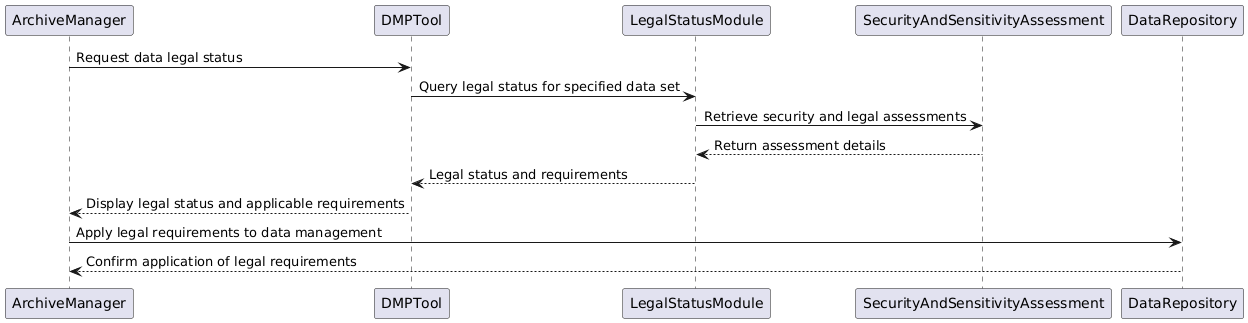 ArchiveManager DMPTool LegalStatusModule SecurityAndSensitivityAssessment DataRepository
Request data legal status
Query legal status for specified data set
Retrieve security and legal assessments
Return assessment details
Legal status and requirements
Display legal status and applicable requirements
Apply legal requirements to data management
Confirm application of legal requirements
ArchiveManager DMPTool LegalStatusModule SecurityAndSensitivityAssessment DataRepository